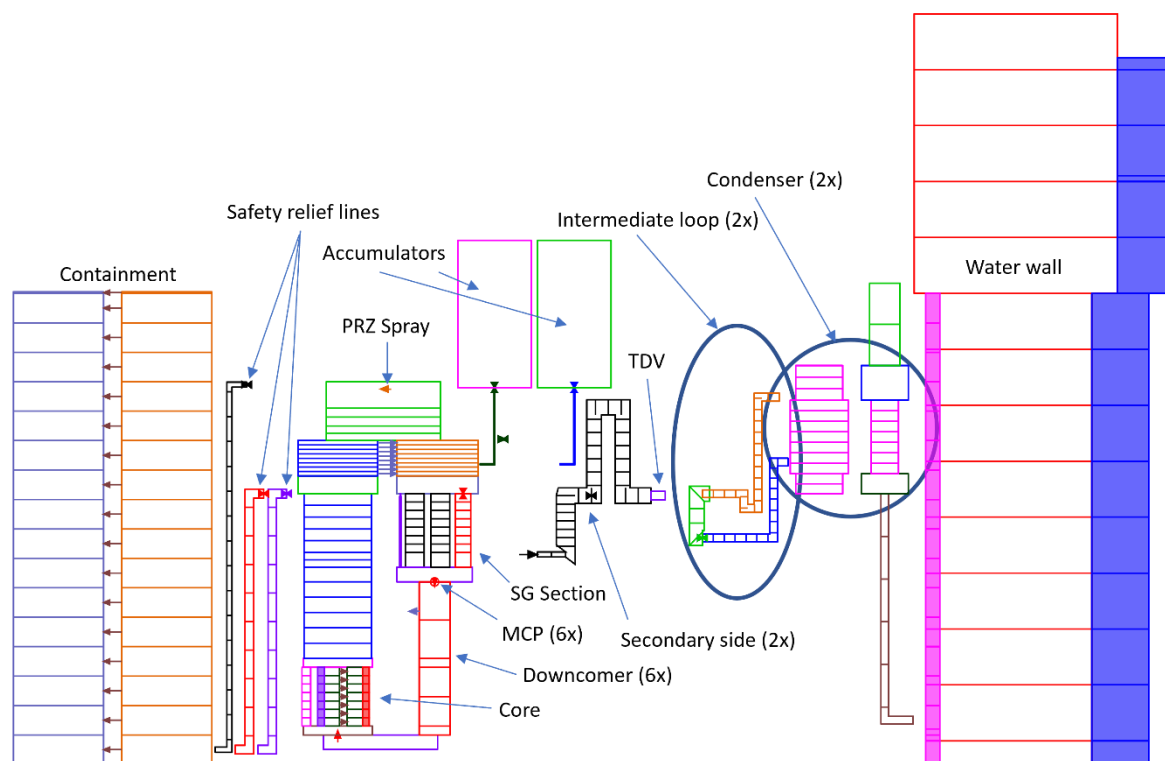 Condenser (2x)
Safety relief lines
Intermediate loop (2x)
Accumulators
Containment
Water wall
PRZ Spray
TDV
SG Section
MCP (6x)
Secondary side (2x)
Downcomer (6x)
Core